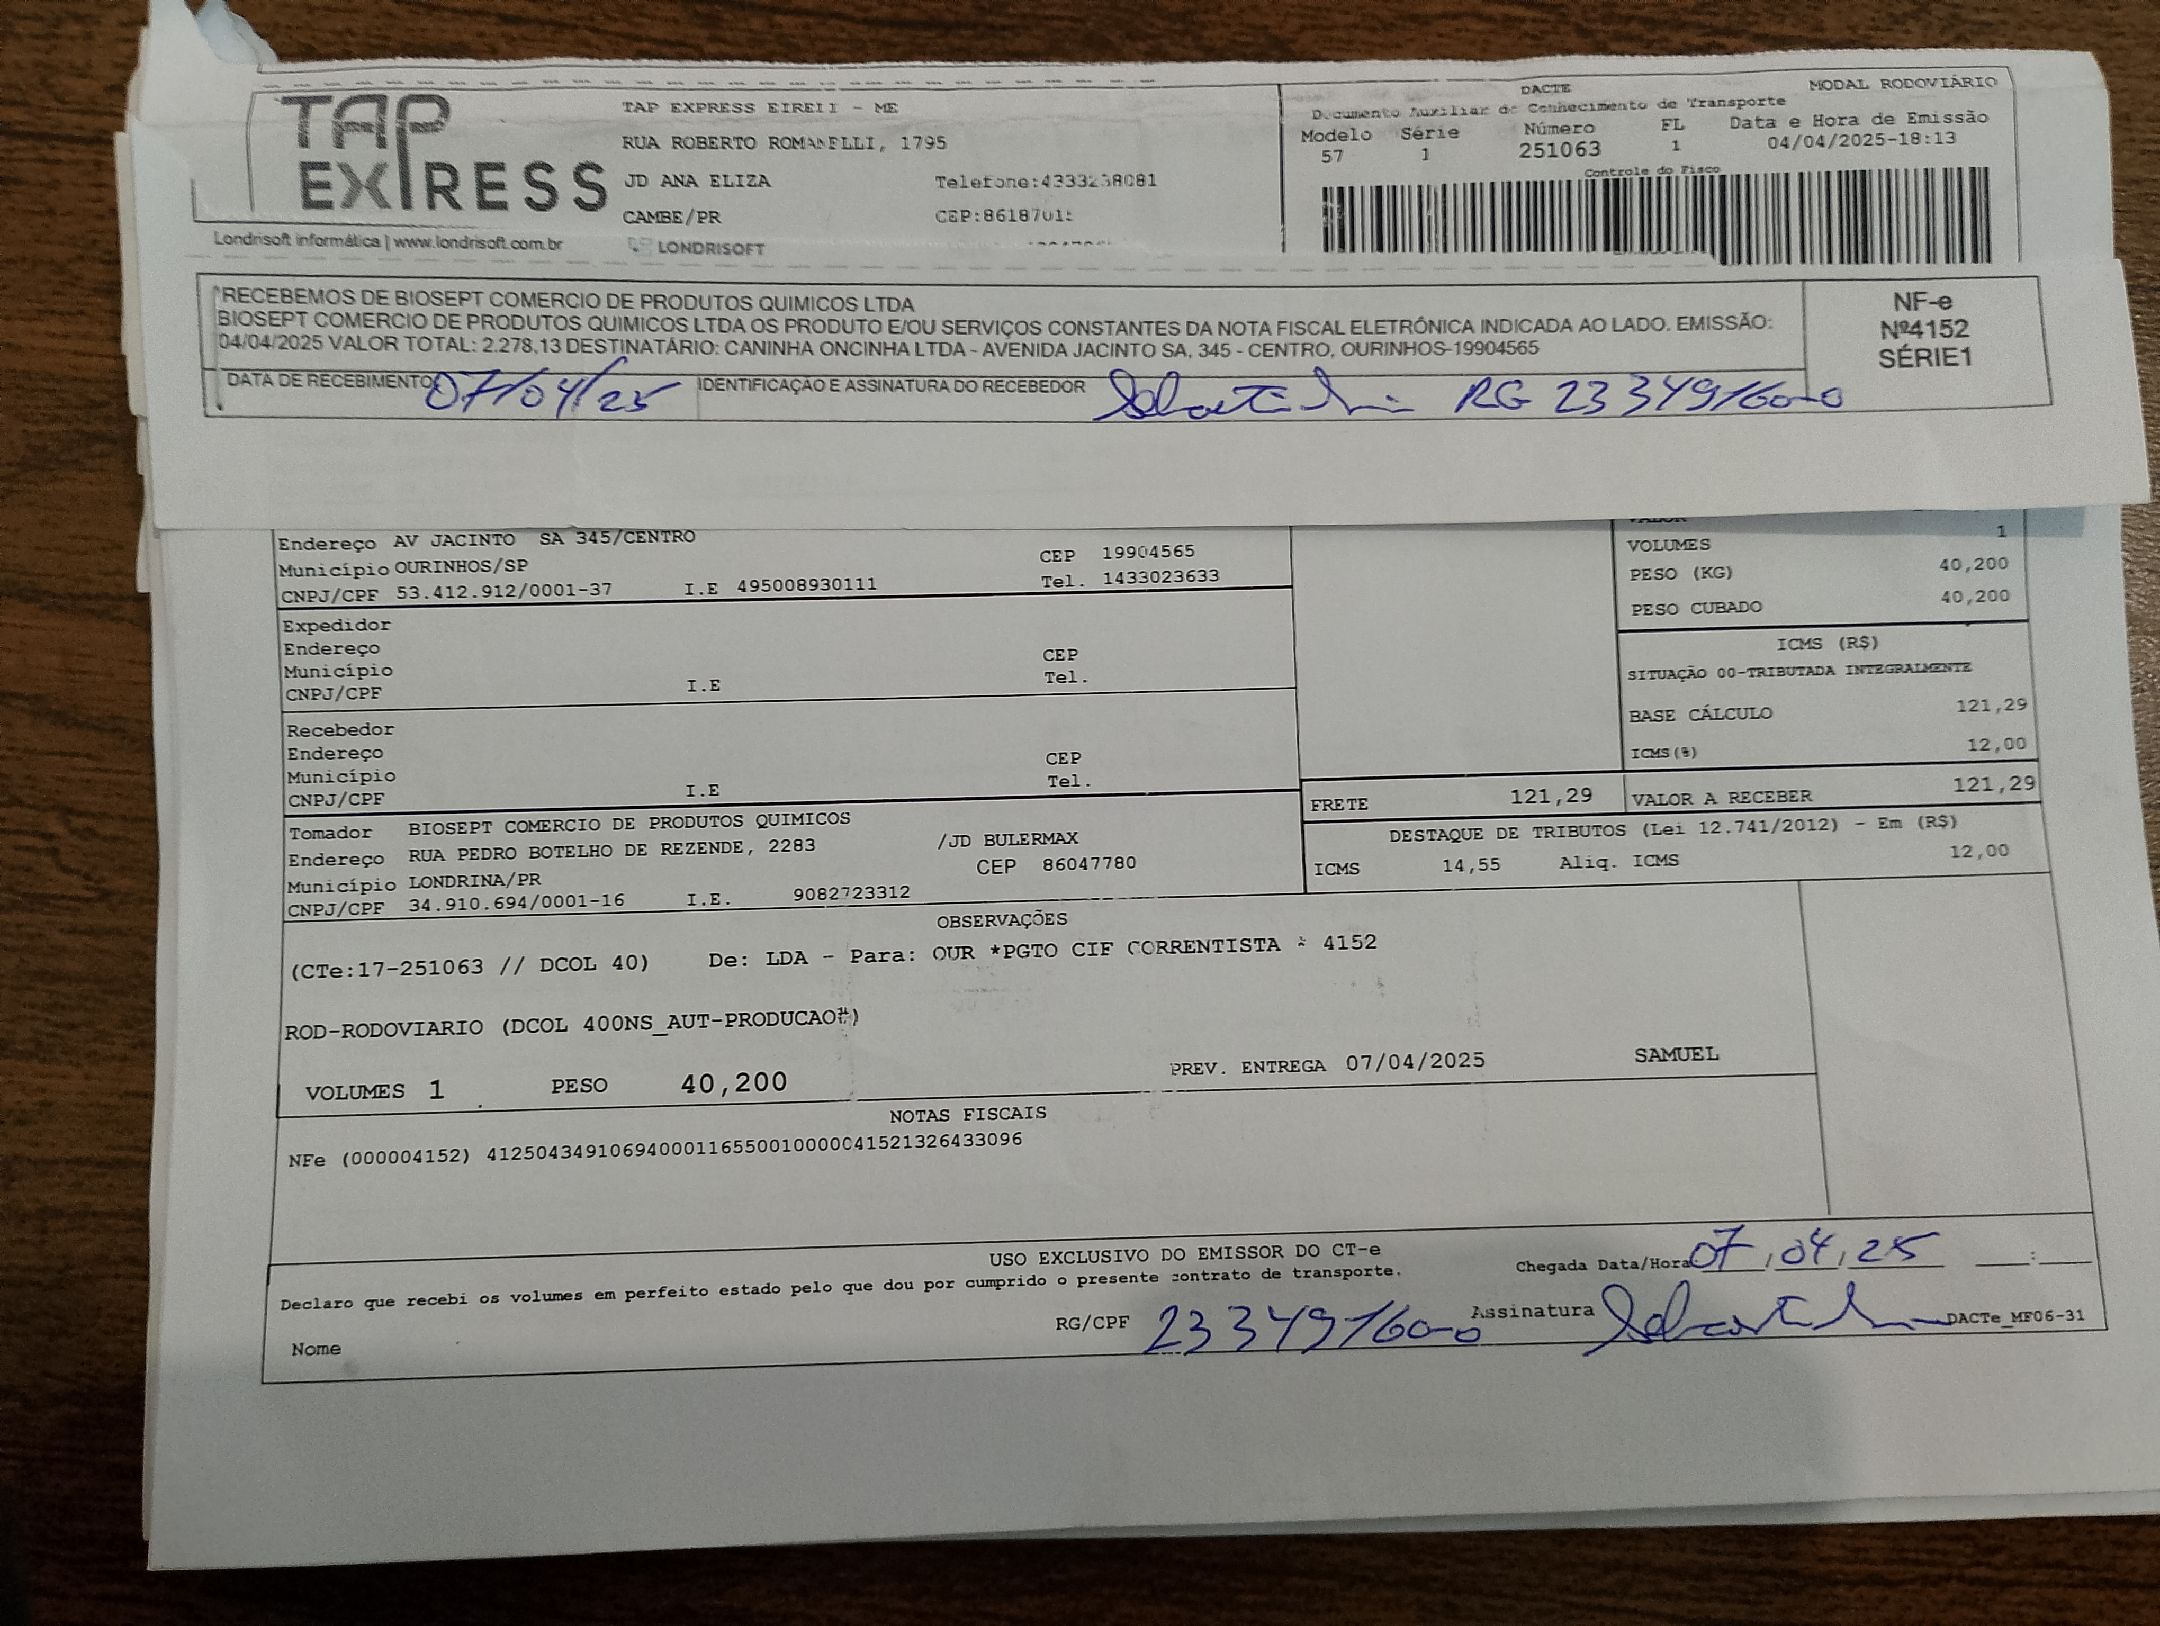 TAP EXPRESS
TAP EXPRESS EIRELI - ME
RUA ROBERTO ROMANELLI, 1795
JD ANA ELIZA Telefone:4333238081
CAMBE/PR CEP:8618701
Londrisoft informática | www.londrisoft.com.br LONDRISOFT
DACTE MODAL RODOVIÁRIO
Documento Auxiliar de Conhecimento de Transporte
Modelo Série Número FL Data e Hora de Emissão
57 1 251063 1 04/04/2025-18:13
Controle do Fisco
RECEBEMOS DE BIOSEPT COMERCIO DE PRODUTOS QUIMICOS LTDA
BIOSEPT COMERCIO DE PRODUTOS QUIMICOS LTDA OS PRODUTO E/OU SERVIÇOS CONSTANTES DA NOTA FISCAL ELETRÔNICA INDICADA AO LADO. EMISSÃO:
04/04/2025 VALOR TOTAL: 2.278,13 DESTINATÁRIO: CANINHA ONCINHA LTDA - AVENIDA JACINTO SA, 345 - CENTRO, OURINHOS-19904565
NF-e
Nº4152
SÉRIE1
DATA DE RECEBIMENTO 07/04/25 IDENTIFICAÇÃO E ASSINATURA DO RECEBEDOR RG 233491600-0
Endereço AV JACINTO SA 345/CENTRO
Município OURINHOS/SP CEP 19904565
CNPJ/CPF 53.412.912/0001-37 I.E 495008930111 Tel. 1433023633
Expedidor
Endereço
Município CEP
CNPJ/CPF I.E Tel.
Recebedor
Endereço
Município CEP
CNPJ/CPF I.E Tel.
Tomador BIOSEPT COMERCIO DE PRODUTOS QUIMICOS
Endereço RUA PEDRO BOTELHO DE REZENDE, 2283 /JD BULERMAX
Município LONDRINA/PR CEP 86047780
CNPJ/CPF 34.910.694/0001-16 I.E. 9082723312
VALOR
VOLUMES 1
PESO (KG) 40,200
PESO CUBADO 40,200
ICMS (R$)
SITUAÇÃO 00-TRIBUTADA INTEGRALMENTE
BASE CÁLCULO 121,29
ICMS(%) 12,00
FRETE 121,29 VALOR A RECEBER 121,29
DESTAQUE DE TRIBUTOS (Lei 12.741/2012) - Em (R$)
ICMS 14,55 Aliq. ICMS 12,00
OBSERVAÇÕES
(CTe:17-251063 // DCOL 40) De: LDA - Para: OUR *PGTO CIF CORRENTISTA * 4152
ROD-RODOVIARIO (DCOL 400NS_AUT-PRODUCAO#)
VOLUMES 1 PESO 40,200 PREV. ENTREGA 07/04/2025 SAMUEL
NOTAS FISCAIS
NFe (000004152) 41250434910694000116550010000041521326433096
USO EXCLUSIVO DO EMISSOR DO CT-e
Declaro que recebi os volumes em perfeito estado pelo que dou por cumprido o presente contrato de transporte. Chegada Data/Hora 07/04/25 :
Nome RG/CPF 233491600-0 Assinatura DACTe_MF06-31